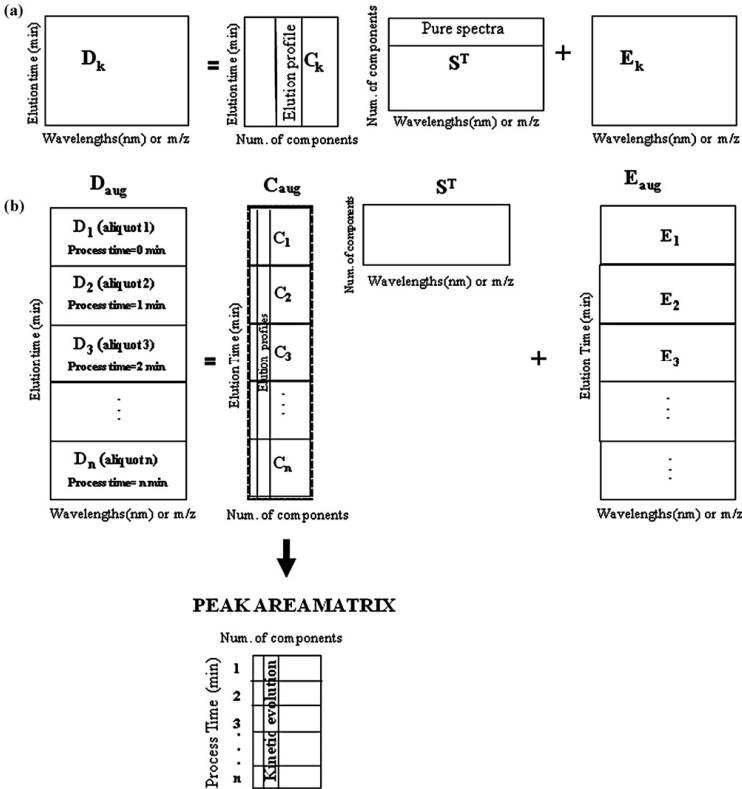 (a)
Elution time (min)
Dk
Wavelengths(nm) or m/z
=
Elution time (min)
Elution profile
Ck
Num. of components
Num. of components
Pure spectra
ST
Wavelengths(nm) or m/z
+
Elution time (min)
Ek
Wavelengths(nm) or m/z
(b)
Daug
Elution time (min)
D1 (aliquot 1)
Process time=0 min
D2 (aliquot 2)
Process time=1 min
D3 (aliquot 3)
Process time=2 min
⋮
Dn (aliquot n)
Process time= n min
Wavelengths(nm) or m/z
=
Caug
Elution Time (min)
Elution profiles
C1
C2
C3
⋮
Cn
Num. of components
ST
Num. of components
Wavelengths(nm) or m/z
+
Eaug
Elution Time (min)
E1
E2
E3
⋮
⋮
Wavelengths(nm) or m/z
PEAK AREA MATRIX
Num. of components
Process Time (min)
1
2
3
⋮
n
Kinetic evolution